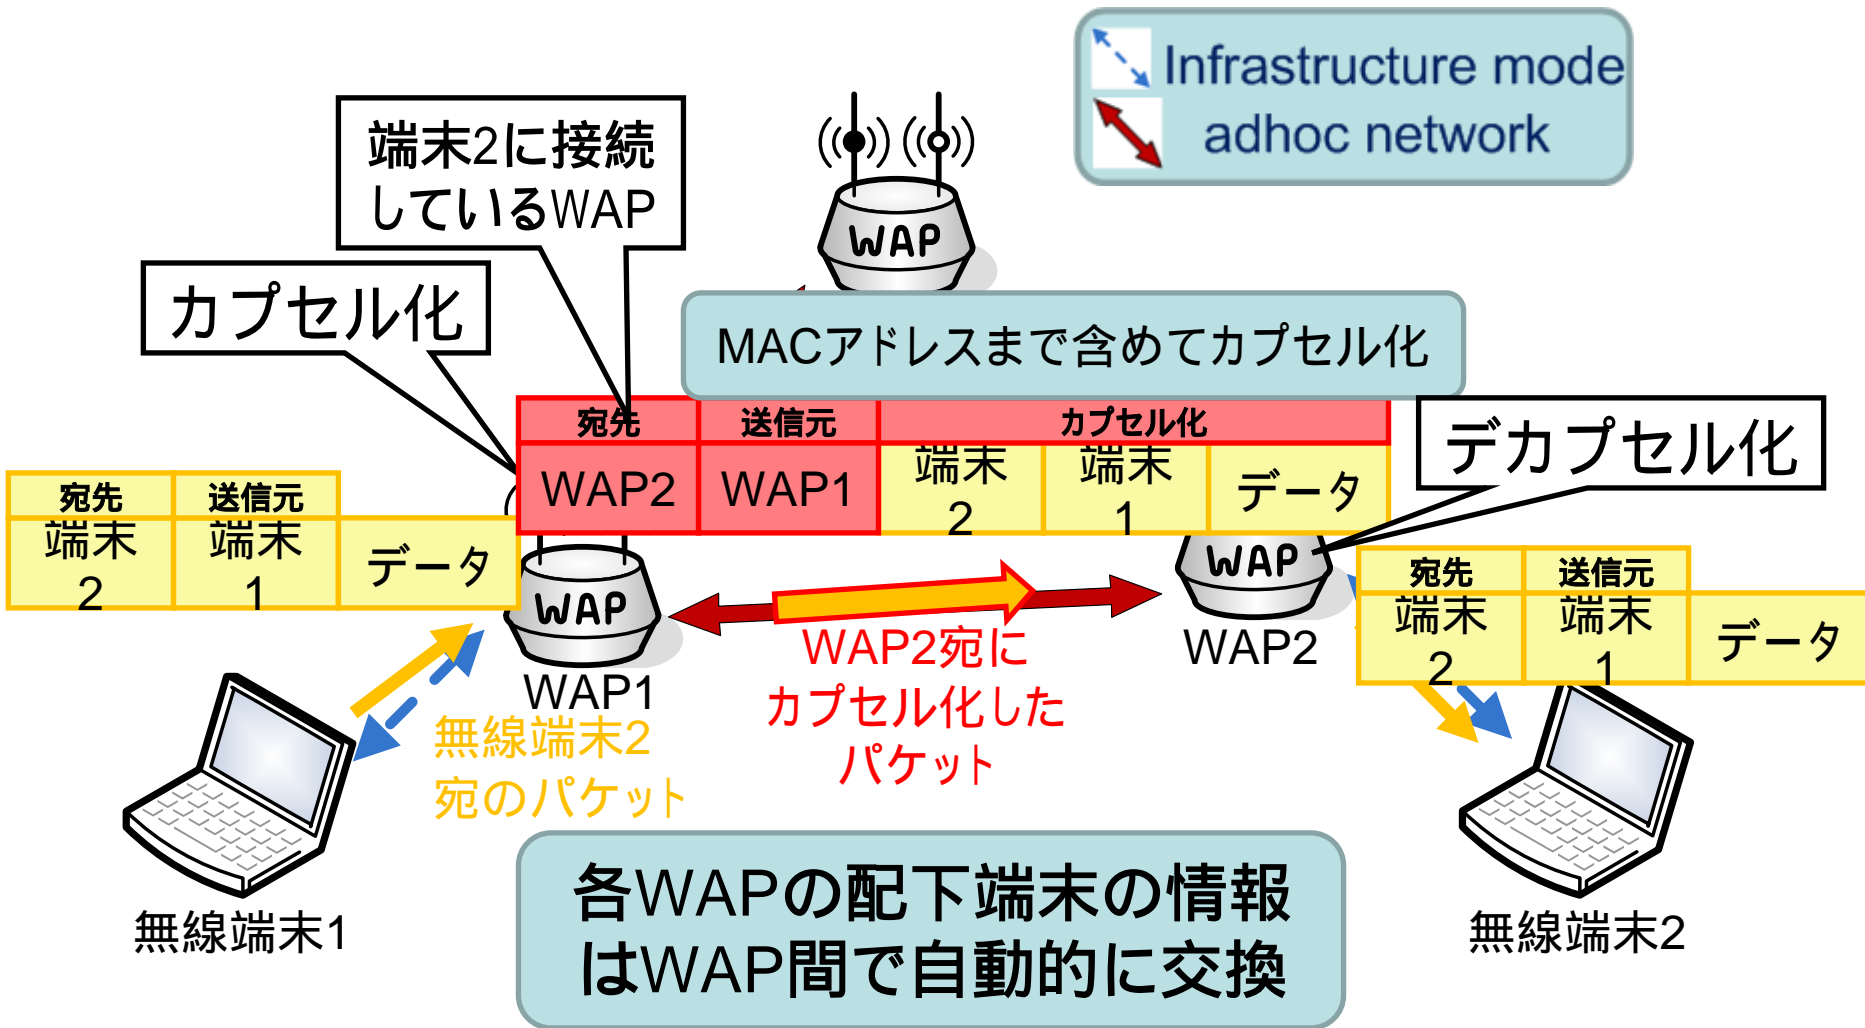 Infrastructure mode
adhoc network
端末2に接続
しているWAP
WAP
カプセル化
MACアドレスまで含めてカプセル化
宛先 送信元 カプセル化
WAP2 WAP1 端末2 端末1 データ
デカプセル化
宛先 送信元
端末2 端末1 データ
WAP
WAP1
WAP
WAP2
宛先 送信元
端末2 端末1 データ
WAP2宛に
カプセル化した
パケット
無線端末2
宛のパケット
無線端末1
無線端末2
各WAPの配下端末の情報
はWAP間で自動的に交換